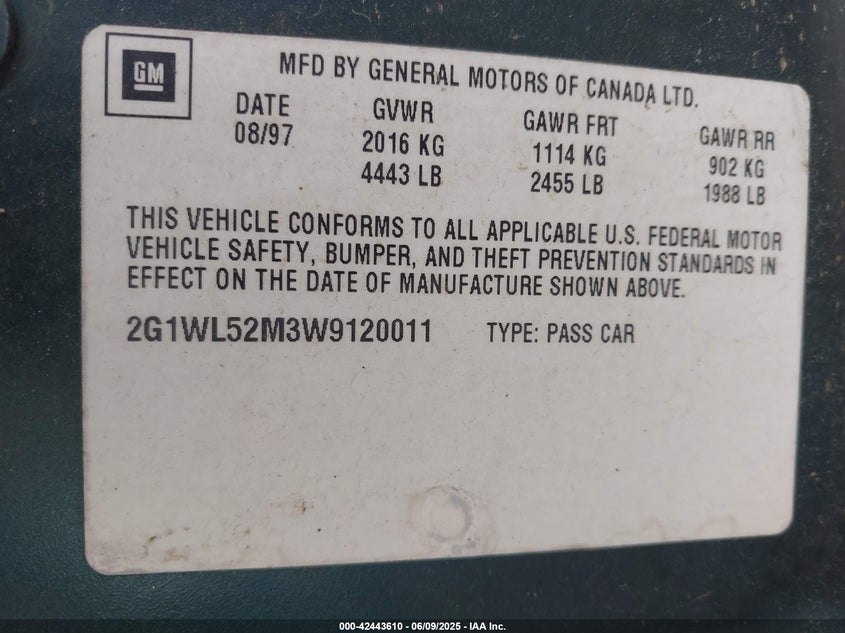 GM
MFD BY GENERAL MOTORS OF CANADA LTD.
DATE GVWR GAWR FRT GAWR RR
08/97 2016 KG 1114 KG 902 KG
4443 LB 2455 LB 1988 LB
THIS VEHICLE CONFORMS TO ALL APPLICABLE U.S. FEDERAL MOTOR
VEHICLE SAFETY, BUMPER, AND THEFT PREVENTION STANDARDS IN
EFFECT ON THE DATE OF MANUFACTURE SHOWN ABOVE.
2G1WL52M3W9120011 TYPE: PASS CAR
000-42443610 - 06/09/2025 - IAA Inc.